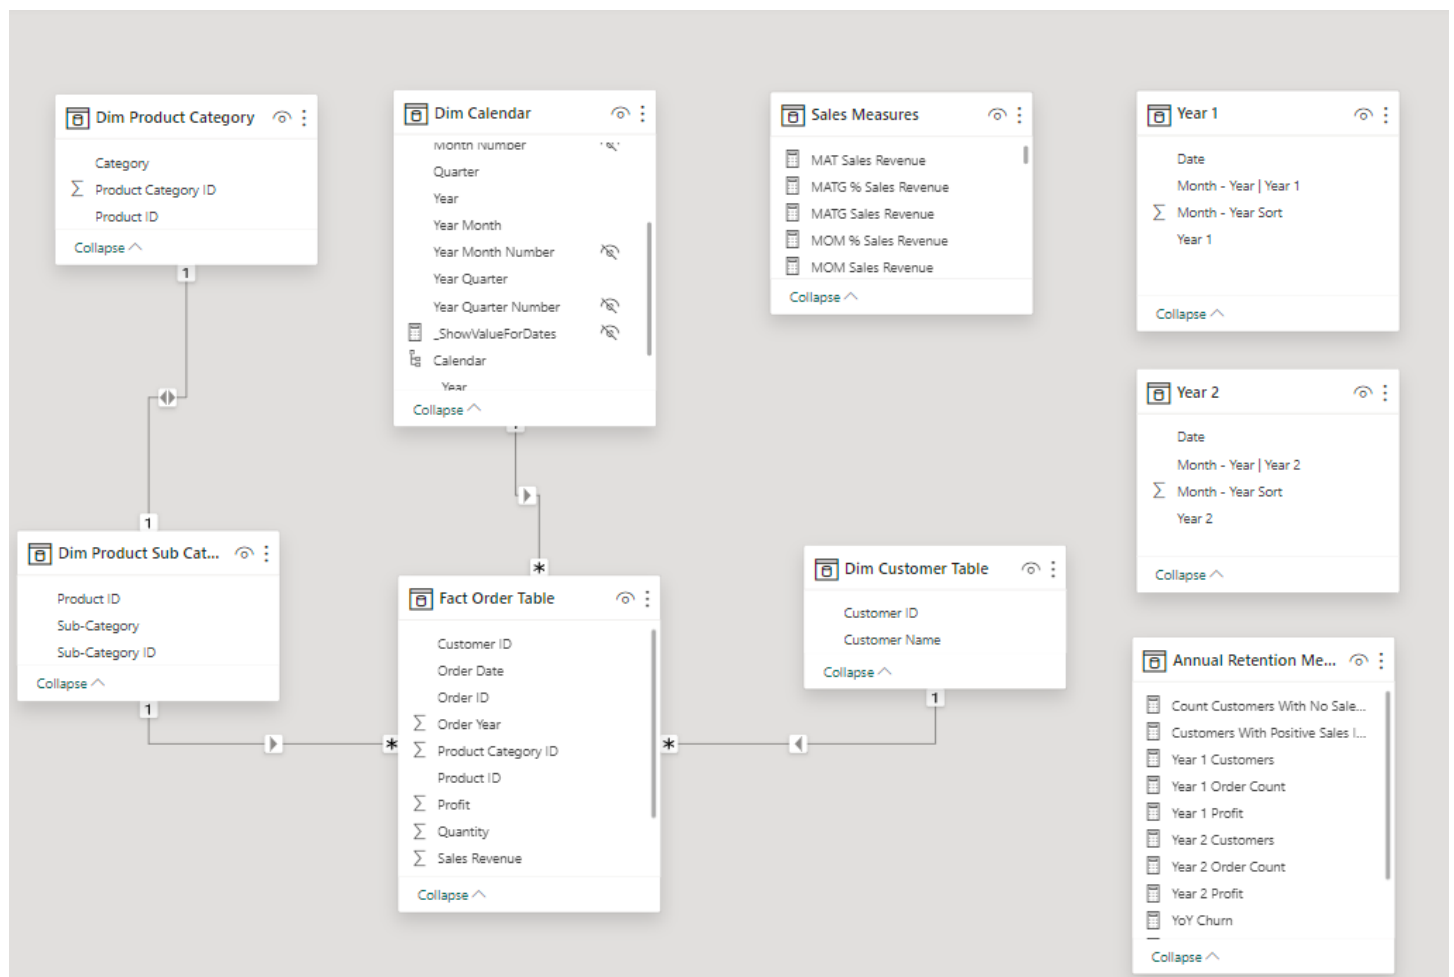 Dim Product Category
Category
Product Category ID
Product ID
Collapse
1
Dim Calendar
Month Number
Quarter
Year
Year Month
Year Month Number
Year Quarter
Year Quarter Number
_ShowValueForDates
Calendar
Year
Collapse
*
Sales Measures
MAT Sales Revenue
MATG % Sales Revenue
MATG Sales Revenue
MOM % Sales Revenue
MOM Sales Revenue
Collapse
Year 1
Date
Month - Year | Year 1
Month - Year Sort
Year 1
Collapse
Year 2
Date
Month - Year | Year 2
Month - Year Sort
Year 2
Collapse
1
Dim Product Sub Cat...
Product ID
Sub-Category
Sub-Category ID
Collapse
1
*
Fact Order Table
Customer ID
Order Date
Order ID
Order Year
Product Category ID
Product ID
Profit
Quantity
Sales Revenue
Collapse
*
Dim Customer Table
Customer ID
Customer Name
Collapse
1
Annual Retention Me...
Count Customers With No Sale...
Customers With Positive Sales I...
Year 1 Customers
Year 1 Order Count
Year 1 Profit
Year 2 Customers
Year 2 Order Count
Year 2 Profit
YoY Churn
Collapse